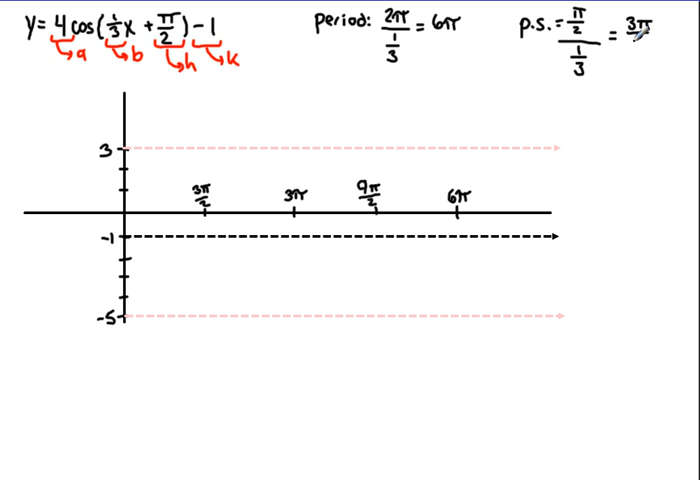 y = 4cos(1/3x + π/2) - 1
a b h k
period: 2π/(1/3) = 6π
p.s. = (π/2)/(1/3) = 3π
3
3π/2 3π 9π/2 6π
-1
-5